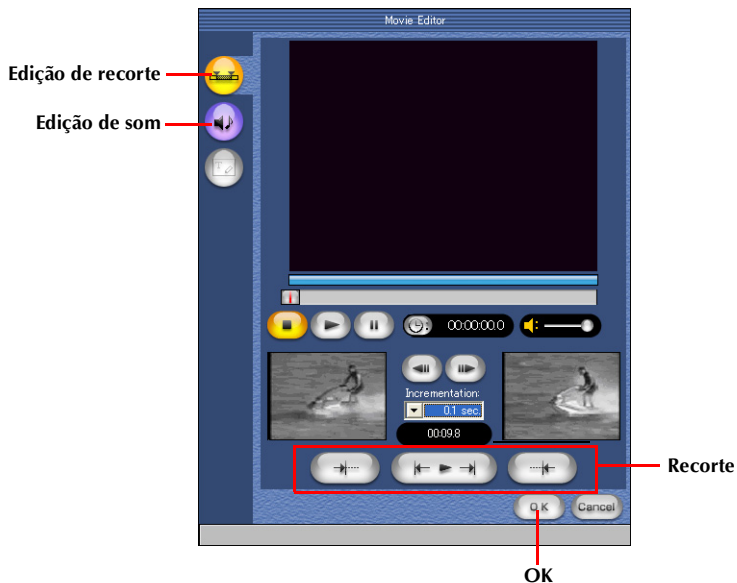 Movie Editor
Edição de recorte
Edição de som
00:00:00.0
Incrementation:
0.1 sec.
00:09.8
Recorte
OK
Cancel
OK